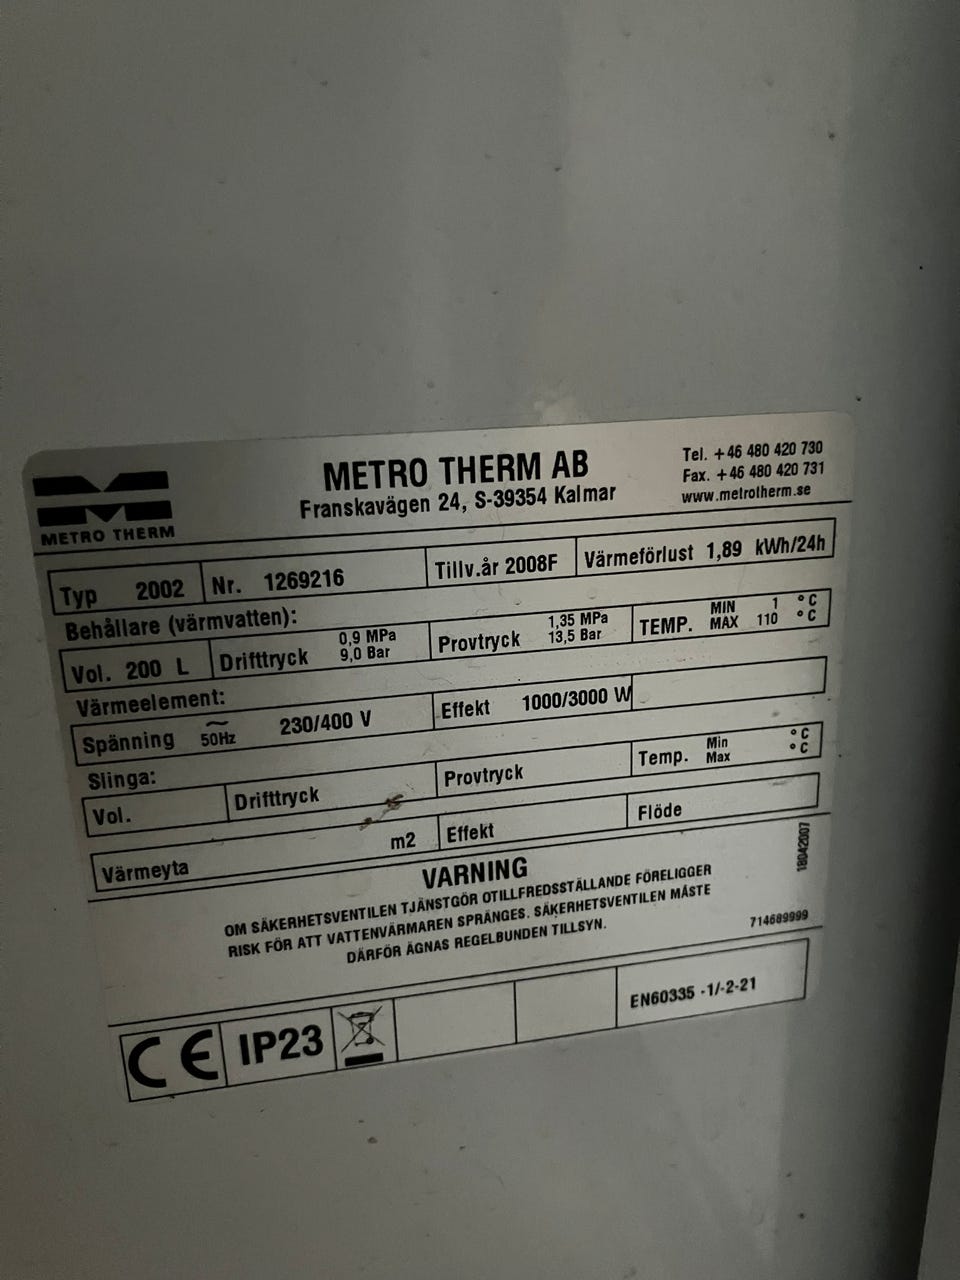 METRO THERM
METRO THERM AB
Franskavägen 24, S-39354 Kalmar
Tel. +46 480 420 730
Fax. +46 480 420 731
www.metrotherm.se
Typ 2002 Nr. 1269216 Tillv.år 2008F Värmeförlust 1,89 kWh/24h
Behållare (värmvatten):
Vol. 200 L Drifttryck 0,9 MPa 9,0 Bar Provtryck 1,35 MPa 13,5 Bar TEMP. MIN 1 °C MAX 110 °C
Värmeelement:
Spänning ~ 50Hz 230/400 V Effekt 1000/3000 W
Slinga:
Vol. Drifttryck Provtryck Temp. Min °C Max °C
Värmeyta m2 Effekt Flöde
VARNING
OM SÄKERHETSVENTILEN TJÄNSTGÖR OTILLFREDSSTÄLLANDE FÖRELIGGER
RISK FÖR ATT VATTENVÄRMAREN SPRÄNGES. SÄKERHETSVENTILEN MÅSTE
DÄRFÖR ÄGNAS REGELBUNDEN TILLSYN.
18042007
714689999
CE IP23 EN60335 -1/-2-21